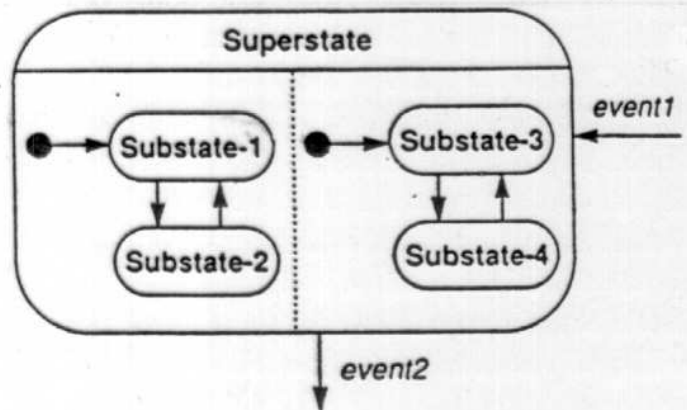 Superstate
event1
Substate-1
Substate-3
Substate-2
Substate-4
event2